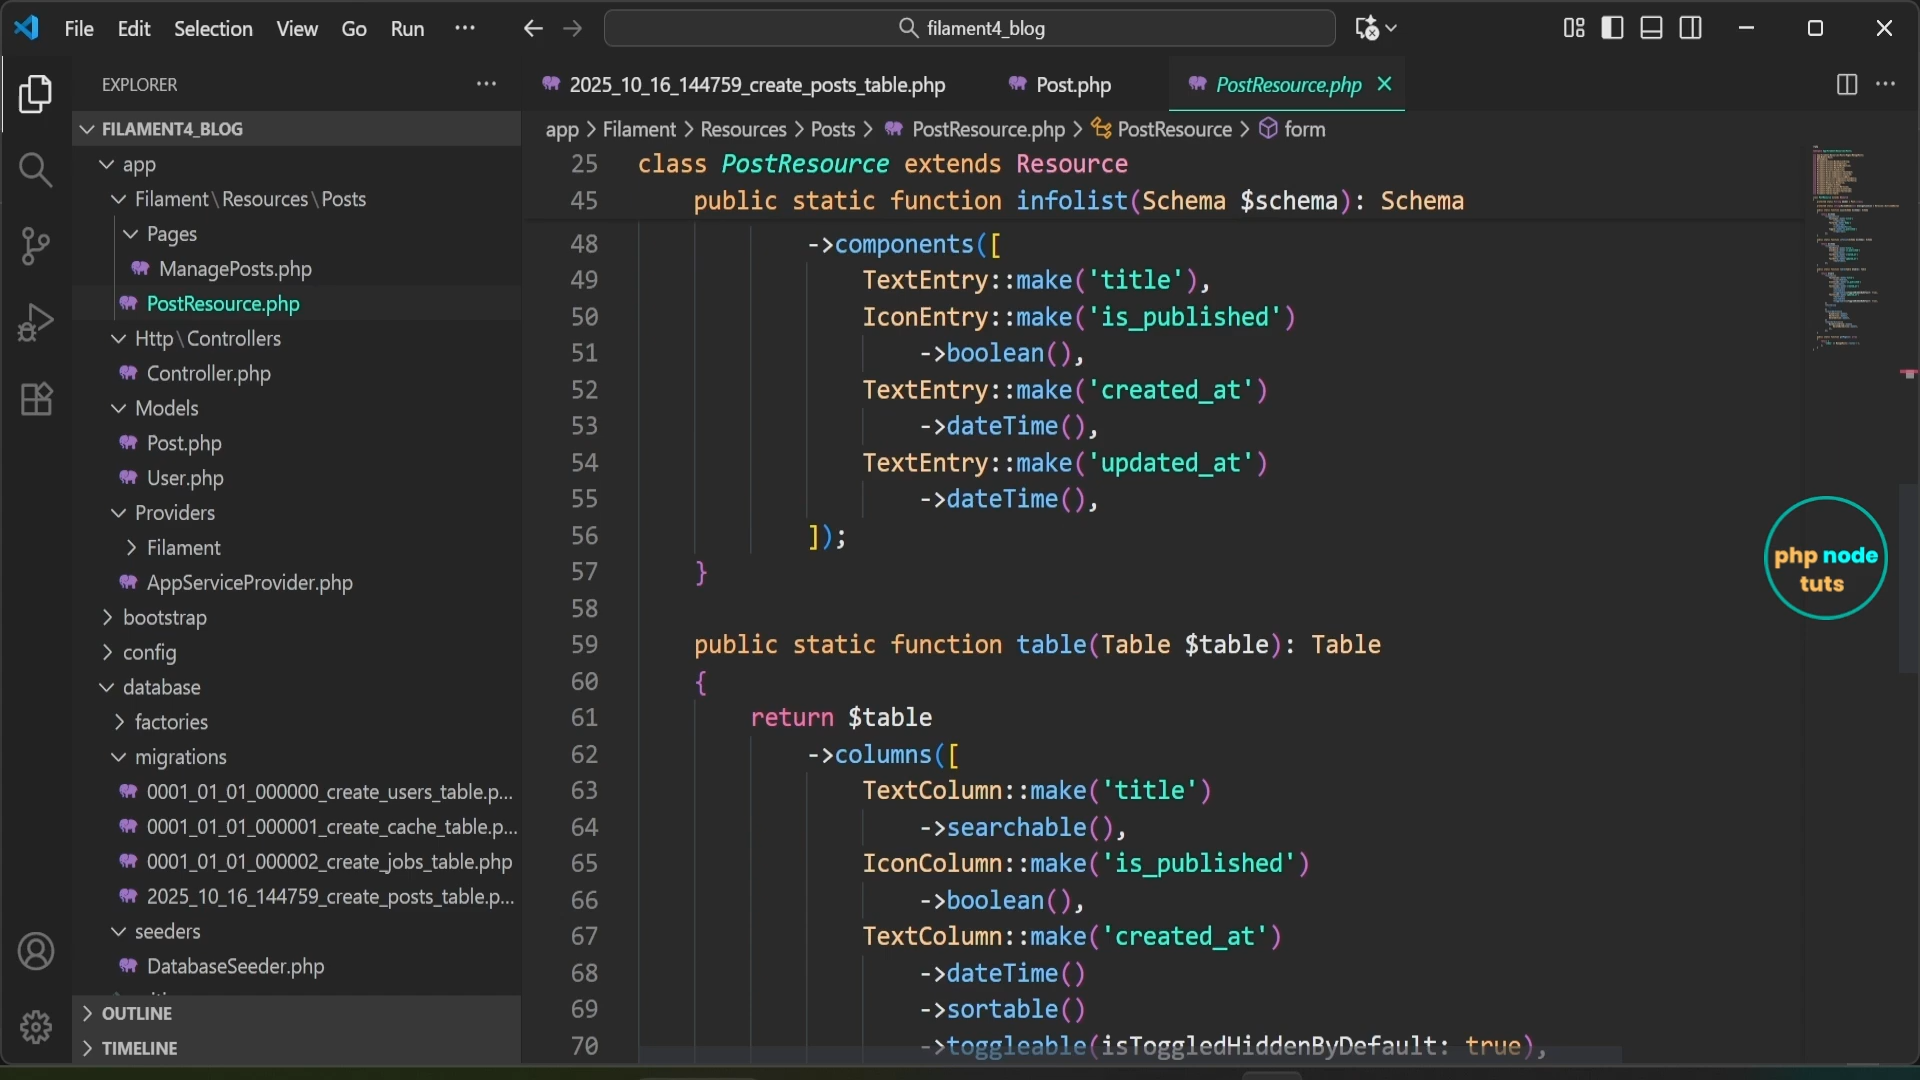 File Edit Selection View Go Run ··· filament4_blog
EXPLORER ···
2025_10_16_144759_create_posts_table.php Post.php PostResource.php
app > Filament > Resources > Posts > PostResource.php > PostResource > form
FILAMENT4_BLOG
app
Filament\Resources\Posts
Pages
ManagePosts.php
PostResource.php
Http\Controllers
Controller.php
Models
Post.php
User.php
Providers
Filament
AppServiceProvider.php
bootstrap
config
database
factories
migrations
0001_01_01_000000_create_users_table.p...
0001_01_01_000001_create_cache_table.p...
0001_01_01_000002_create_jobs_table.php
2025_10_16_144759_create_posts_table.p...
seeders
DatabaseSeeder.php
OUTLINE
TIMELINE
25 class PostResource extends Resource
45 public static function infolist(Schema $schema): Schema
48 ->components([
49 TextEntry::make('title'),
50 IconEntry::make('is_published')
51 ->boolean(),
52 TextEntry::make('created_at')
53 ->dateTime(),
54 TextEntry::make('updated_at')
55 ->dateTime(),
56 ]);
57 }
58
59 public static function table(Table $table): Table
60 {
61 return $table
62 ->columns([
63 TextColumn::make('title')
64 ->searchable(),
65 IconColumn::make('is_published')
66 ->boolean(),
67 TextColumn::make('created_at')
68 ->dateTime()
69 ->sortable()
70 ->toggleable(isToggledHiddenByDefault: true),
php node
tuts